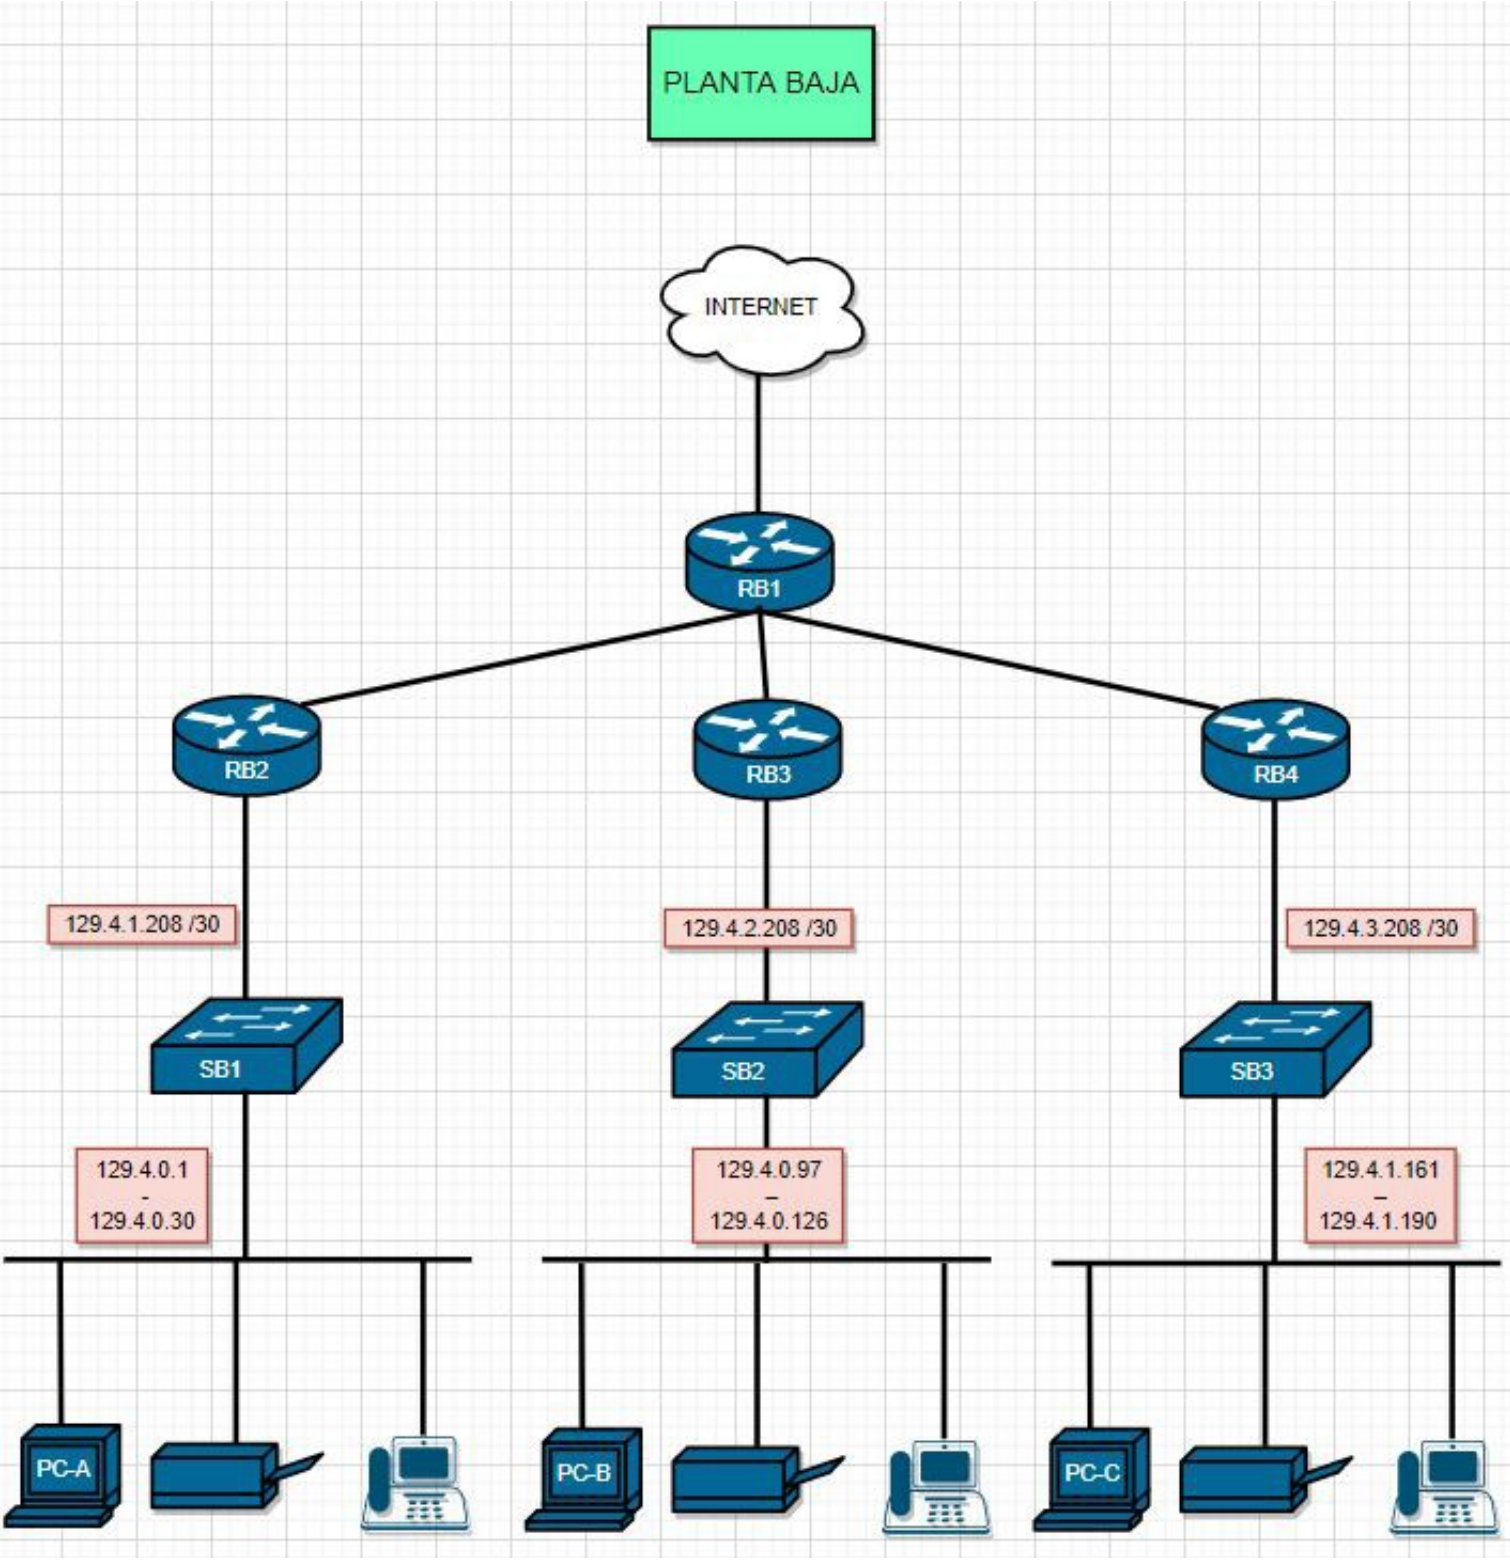 PLANTA BAJA
INTERNET
RB1
RB2
RB3
RB4
129.4.1.208 /30
129.4.2.208 /30
129.4.3.208 /30
SB1
SB2
SB3
129.4.0.1
-
129.4.0.30
129.4.0.97
–
129.4.0.126
129.4.1.161
–
129.4.1.190
PC-A
PC-B
PC-C